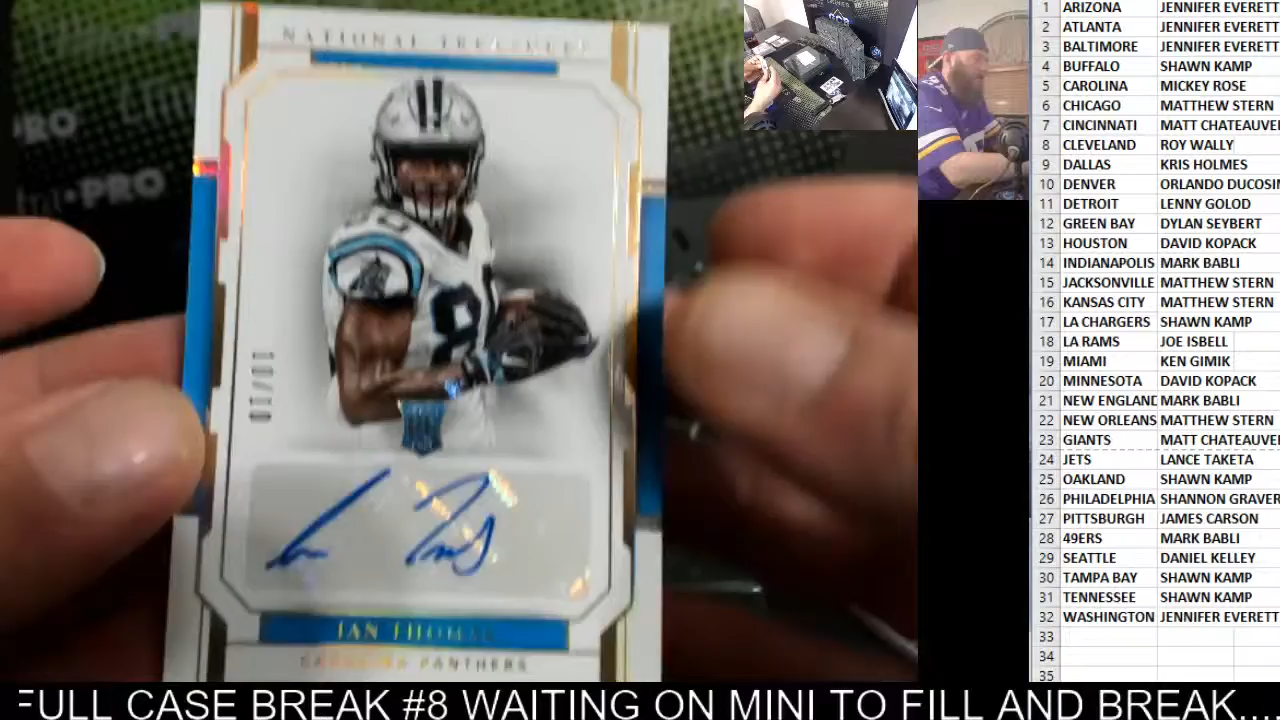 NATIONAL TREASURES
10/10
IAN THOMAS
CAROLINA PANTHERS
PRO
PRO
1 ARIZONA JENNIFER EVERETT
2 ATLANTA JENNIFER EVERETT
3 BALTIMORE JENNIFER EVERETT
4 BUFFALO SHAWN KAMP
5 CAROLINA MICKEY ROSE
6 CHICAGO MATTHEW STERN
7 CINCINNATI MATT CHATEAUVE
8 CLEVELAND ROY WALLY
9 DALLAS KRIS HOLMES
10 DENVER ORLANDO DUCOSIN
11 DETROIT LENNY GOLOD
12 GREEN BAY DYLAN SEYBERT
13 HOUSTON DAVID KOPACK
14 INDIANAPOLIS MARK BABLI
15 JACKSONVILLE MATTHEW STERN
16 KANSAS CITY MATTHEW STERN
17 LA CHARGERS SHAWN KAMP
18 LA RAMS JOE ISBELL
19 MIAMI KEN GIMIK
20 MINNESOTA DAVID KOPACK
21 NEW ENGLAND MARK BABLI
22 NEW ORLEANS MATTHEW STERN
23 GIANTS MATT CHATEAUVE
24 JETS LANCE TAKETA
25 OAKLAND SHAWN KAMP
26 PHILADELPHIA SHANNON GRAVER
27 PITTSBURGH JAMES CARSON
28 49ERS MARK BABLI
29 SEATTLE DANIEL KELLEY
30 TAMPA BAY SHAWN KAMP
31 TENNESSEE SHAWN KAMP
32 WASHINGTON JENNIFER EVERETT
33
34
35
FULL CASE BREAK #8 WAITING ON MINI TO FILL AND BREAK...